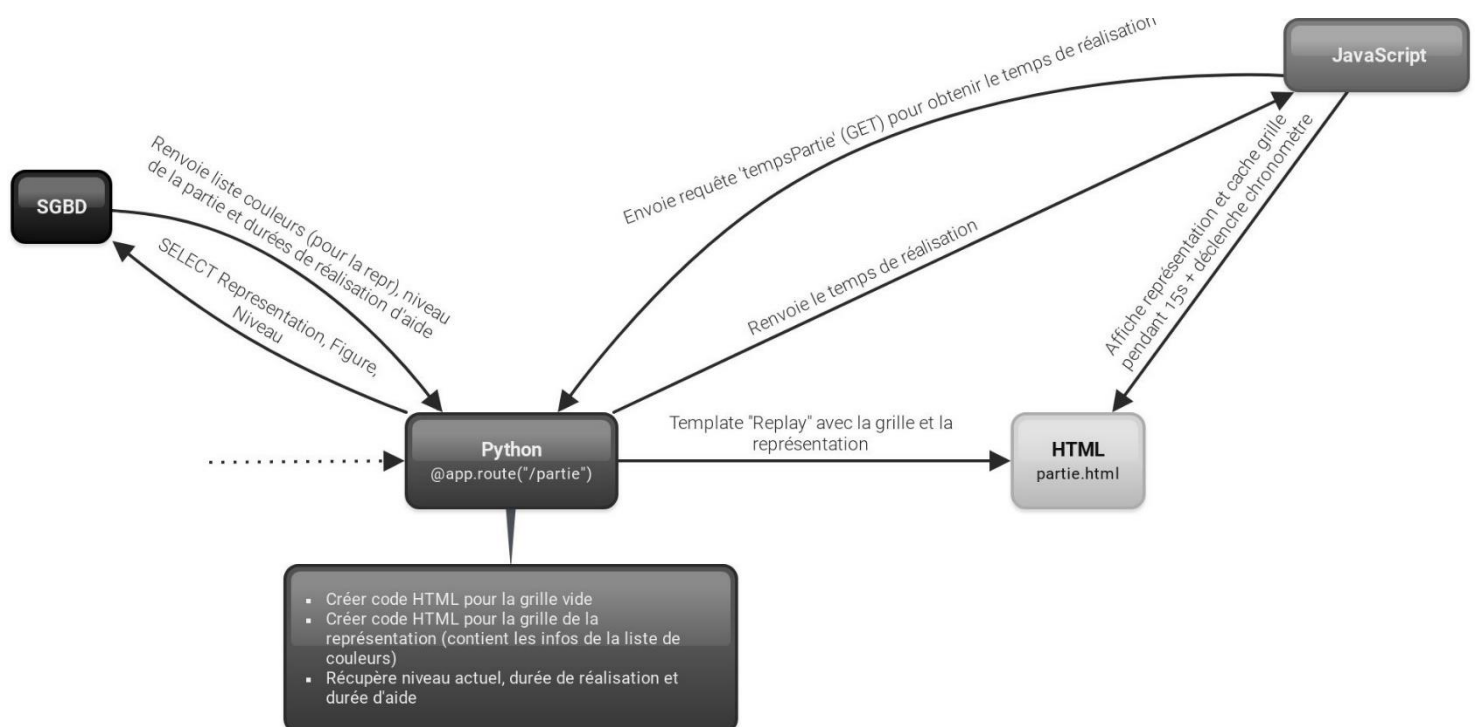 JavaScript
Envoie requête 'tempsPartie' (GET) pour obtenir le temps de réalisation
SGBD
Renvoie liste couleurs (pour la repr), niveau
de la partie et durées de réalisation d'aide
SELECT Representation, Figure,
Niveau
Renvoie le temps de réalisation
Affiche représentation et cache grille
pendant 15s + déclenche chronomètre
Python
@app.route("/partie")
Template "Replay" avec la grille et la
représentation
HTML
partie.html
▪ Créer code HTML pour la grille vide
▪ Créer code HTML pour la grille de la
représentation (contient les infos de la liste de
couleurs)
▪ Récupère niveau actuel, durée de réalisation et
durée d'aide